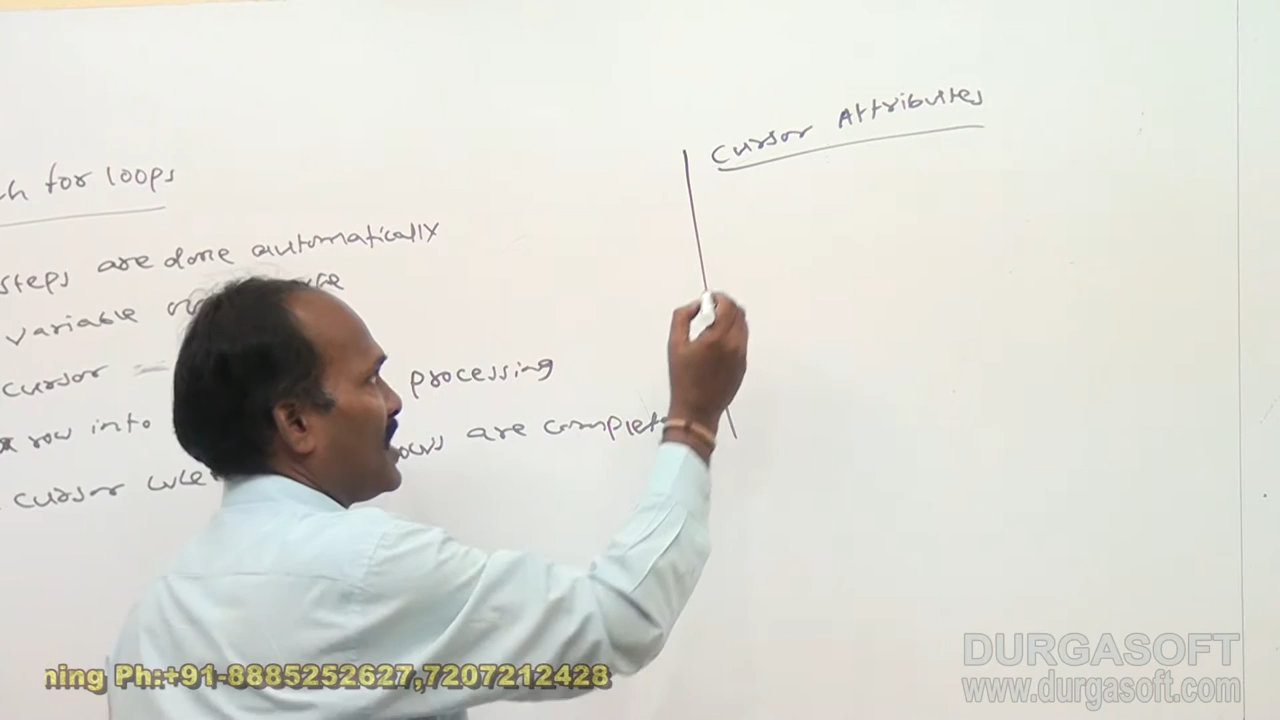 h for loops
steps are done automatically
variable
cursor
processing
row into
are complet
cursor
Cursor Attributes
ning Ph:+91-8885252627,7207212428
DURGASOFT
www.durgasoft.com